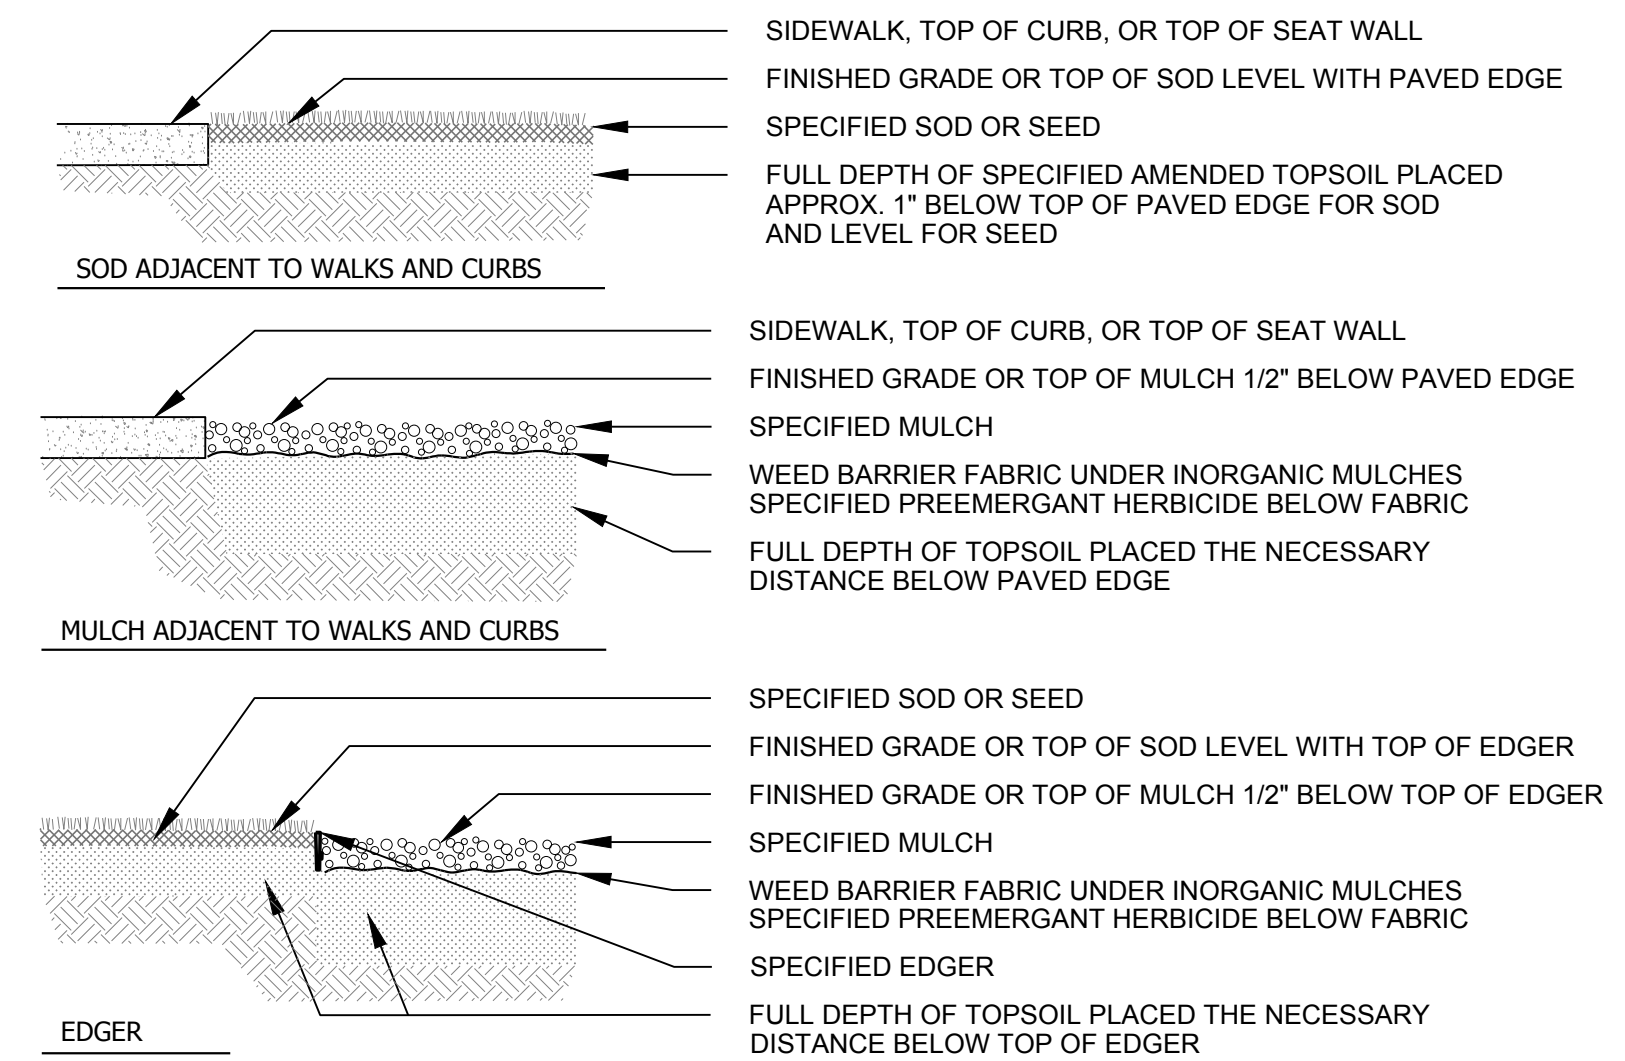 SIDEWALK, TOP OF CURB, OR TOP OF SEAT WALL
FINISHED GRADE OR TOP OF SOD LEVEL WITH PAVED EDGE
SPECIFIED SOD OR SEED
FULL DEPTH OF SPECIFIED AMENDED TOPSOIL PLACED
APPROX. 1" BELOW TOP OF PAVED EDGE FOR SOD
AND LEVEL FOR SEED
SOD ADJACENT TO WALKS AND CURBS
SIDEWALK, TOP OF CURB, OR TOP OF SEAT WALL
FINISHED GRADE OR TOP OF MULCH 1/2" BELOW PAVED EDGE
SPECIFIED MULCH
WEED BARRIER FABRIC UNDER INORGANIC MULCHES
SPECIFIED PREEMERGANT HERBICIDE BELOW FABRIC
FULL DEPTH OF TOPSOIL PLACED THE NECESSARY
DISTANCE BELOW PAVED EDGE
MULCH ADJACENT TO WALKS AND CURBS
SPECIFIED SOD OR SEED
FINISHED GRADE OR TOP OF SOD LEVEL WITH TOP OF EDGER
FINISHED GRADE OR TOP OF MULCH 1/2" BELOW TOP OF EDGER
SPECIFIED MULCH
WEED BARRIER FABRIC UNDER INORGANIC MULCHES
SPECIFIED PREEMERGANT HERBICIDE BELOW FABRIC
SPECIFIED EDGER
FULL DEPTH OF TOPSOIL PLACED THE NECESSARY
DISTANCE BELOW TOP OF EDGER
EDGER